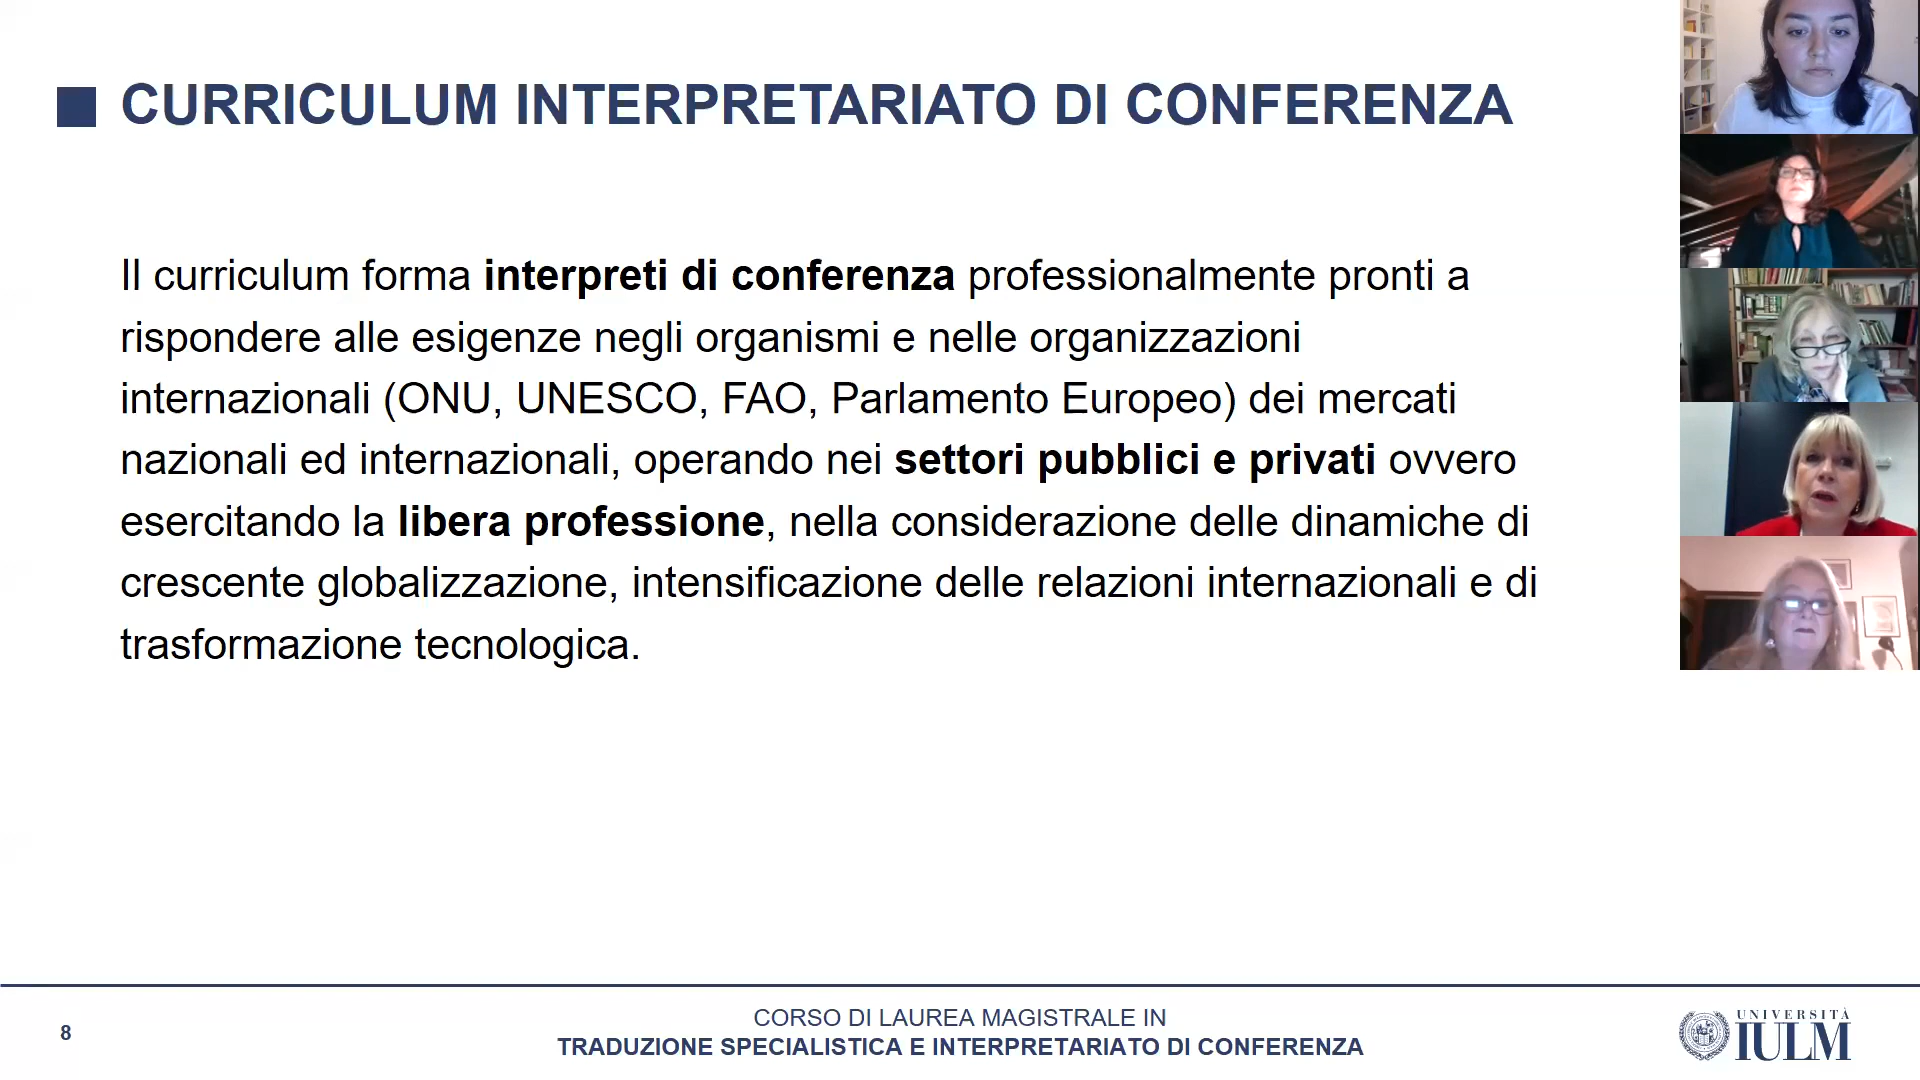 CURRICULUM INTERPRETARIATO DI CONFERENZA
Il curriculum forma interpreti di conferenza professionalmente pronti a
rispondere alle esigenze negli organismi e nelle organizzazioni
internazionali (ONU, UNESCO, FAO, Parlamento Europeo) dei mercati
nazionali ed internazionali, operando nei settori pubblici e privati ovvero
esercitando la libera professione, nella considerazione delle dinamiche di
crescente globalizzazione, intensificazione delle relazioni internazionali e di
trasformazione tecnologica.
8
CORSO DI LAUREA MAGISTRALE IN
TRADUZIONE SPECIALISTICA E INTERPRETARIATO DI CONFERENZA
UNIVERSITÀ
IULM